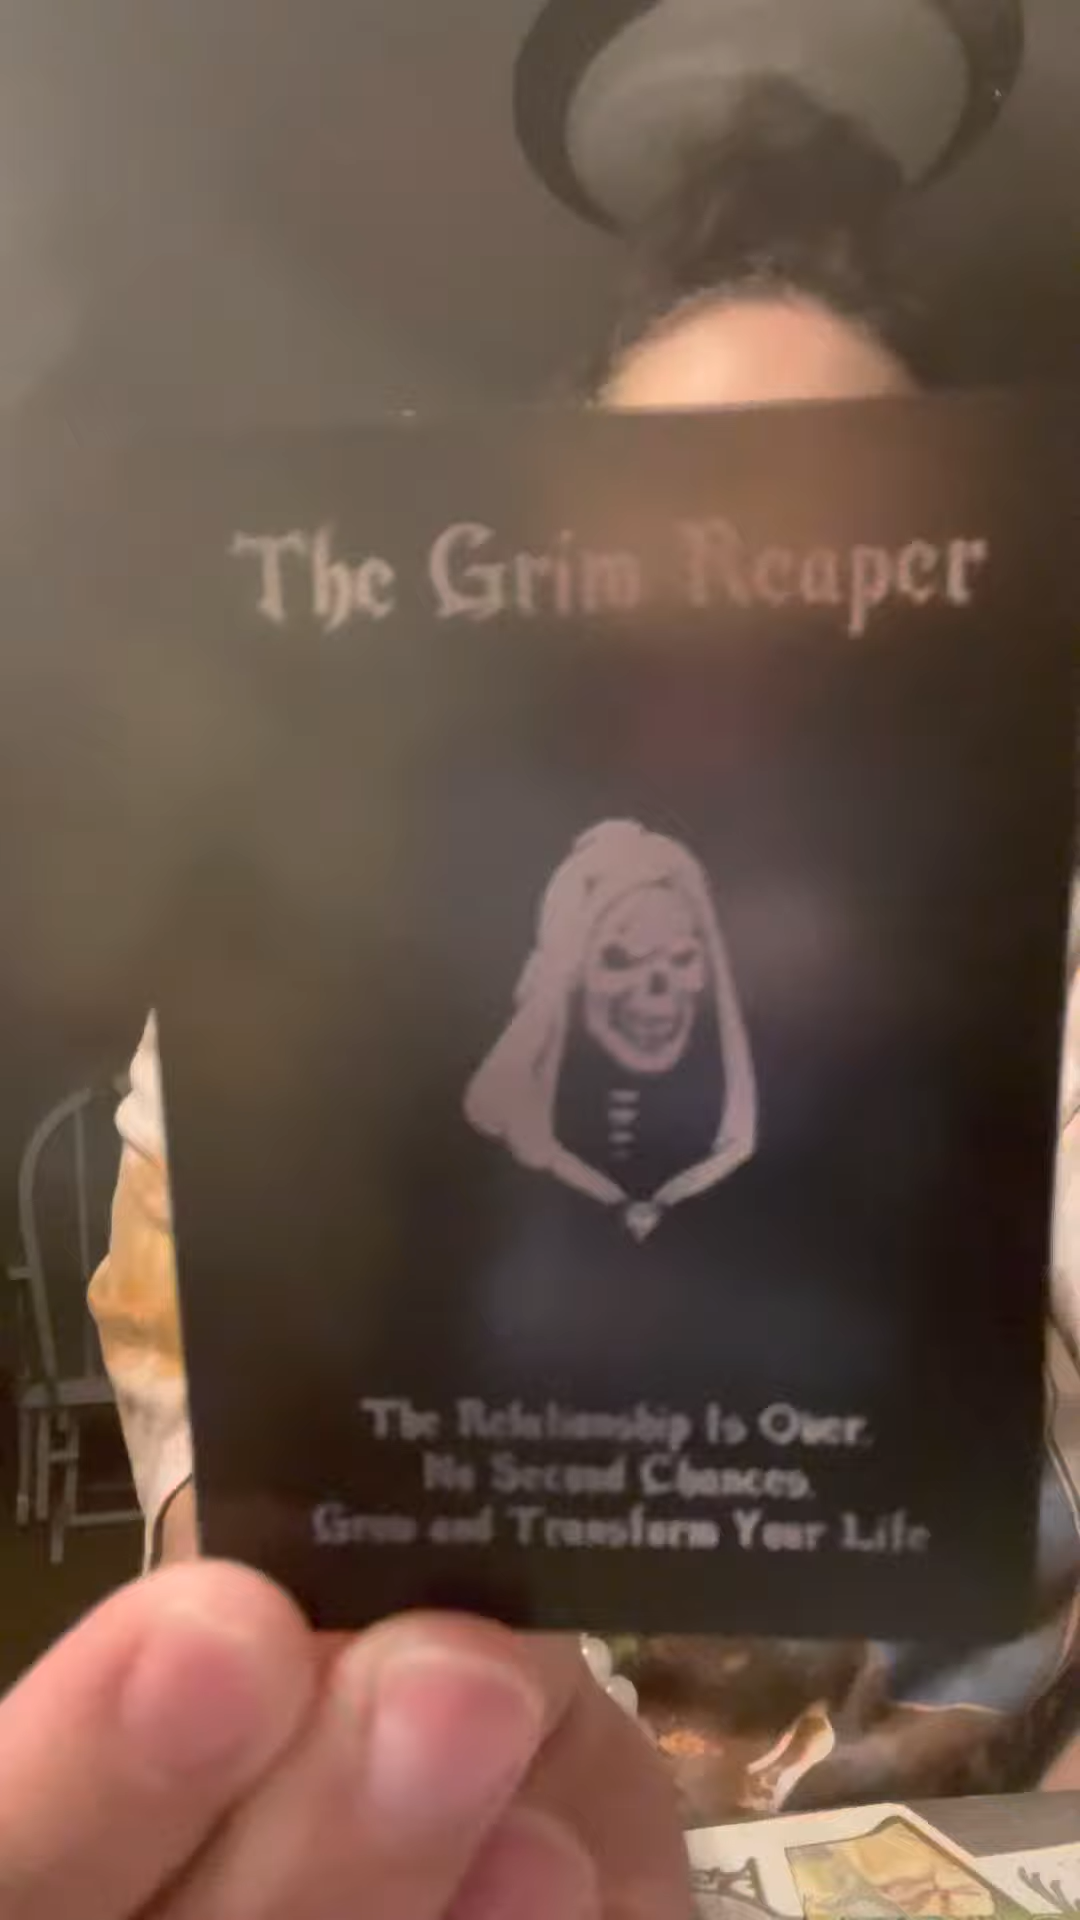 The Grim Reaper
The Relationship Is Over.
No Second Chances.
Grow and Transform Your Life